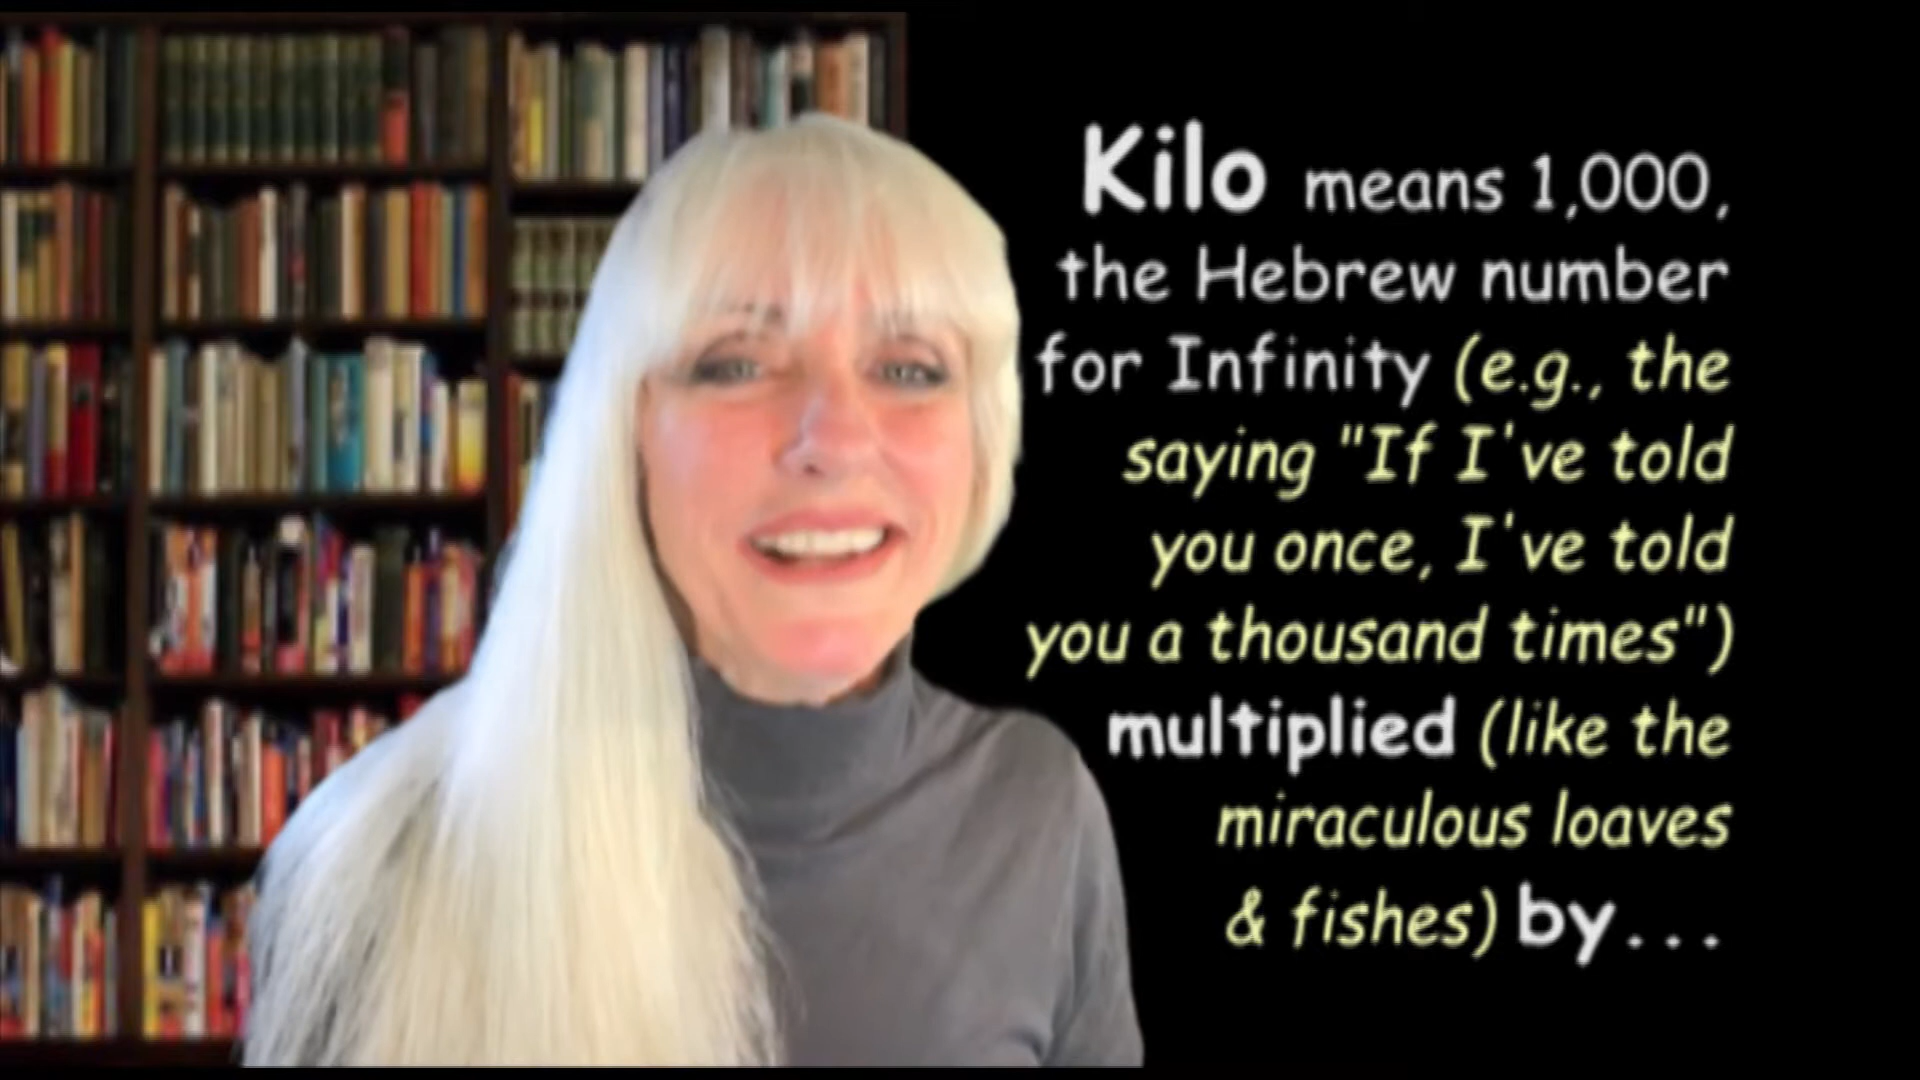 Kilo means 1,000,
the Hebrew number
for Infinity (e.g., the
saying "If I've told
you once, I've told
you a thousand times")
multiplied (like the
miraculous loaves
& fishes) by...